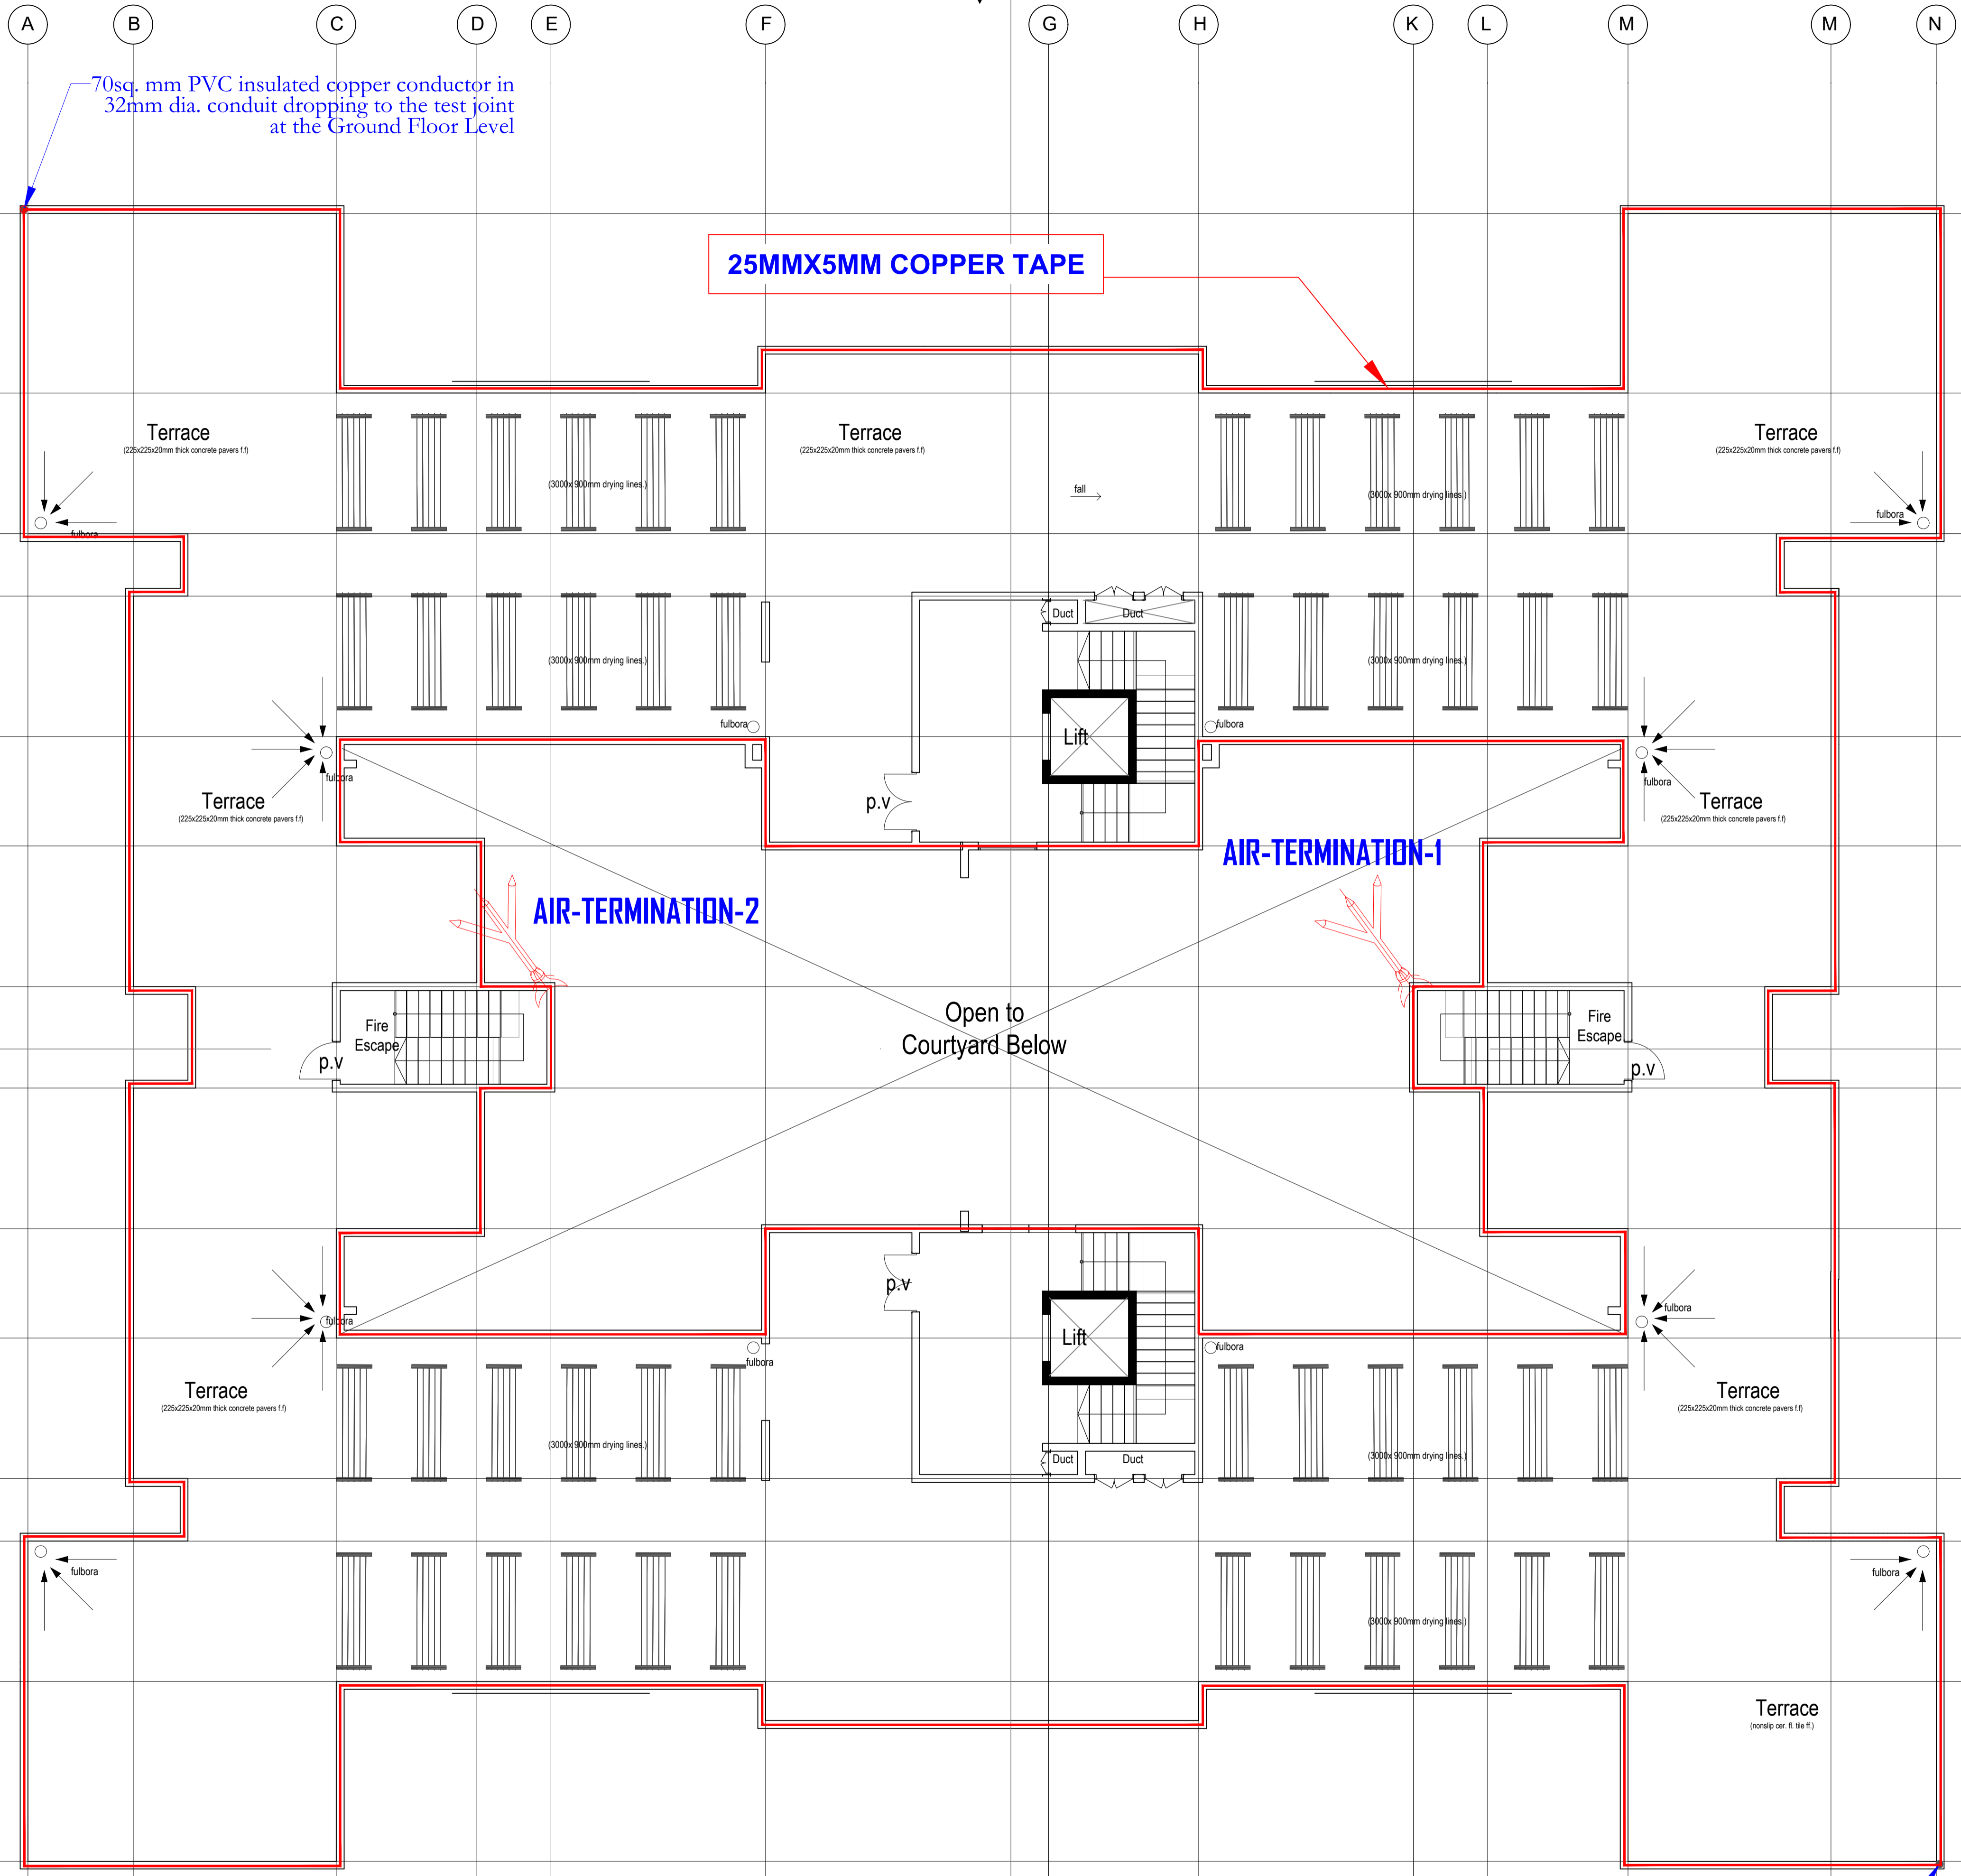 A B C D E F G H K L M M N
70sq. mm PVC insulated copper conductor in
32mm dia. conduit dropping to the test joint
at the Ground Floor Level
25MMX5MM COPPER TAPE
Terrace
(225x225x20mm thick concrete pavers f.f)
Terrace
(225x225x20mm thick concrete pavers f.f)
Terrace
(225x225x20mm thick concrete pavers f.f)
(3000x 900mm drying lines.)
fall
(3000x 900mm drying lines.)
fulbora
fulbora
Duct
Duct
(3000x 900mm drying lines.)
(3000x 900mm drying lines.)
fulbora
fulbora
Lift
fulbora
fulbora
Terrace
(225x225x20mm thick concrete pavers f.f)
p.v
Terrace
(225x225x20mm thick concrete pavers f.f)
AIR-TERMINATION-1
AIR-TERMINATION-2
Open to
Courtyard Below
Fire
Escape
p.v
Fire
Escape
p.v
p.v
fulbora
fulbora
Lift
fulbora
fulbora
Terrace
(225x225x20mm thick concrete pavers f.f)
Terrace
(225x225x20mm thick concrete pavers f.f)
(3000x 900mm drying lines.)
(3000x 900mm drying lines.)
Duct
Duct
fulbora
fulbora
(3000x 900mm drying lines.)
Terrace
(nonslip cer. fl. tile ff.)